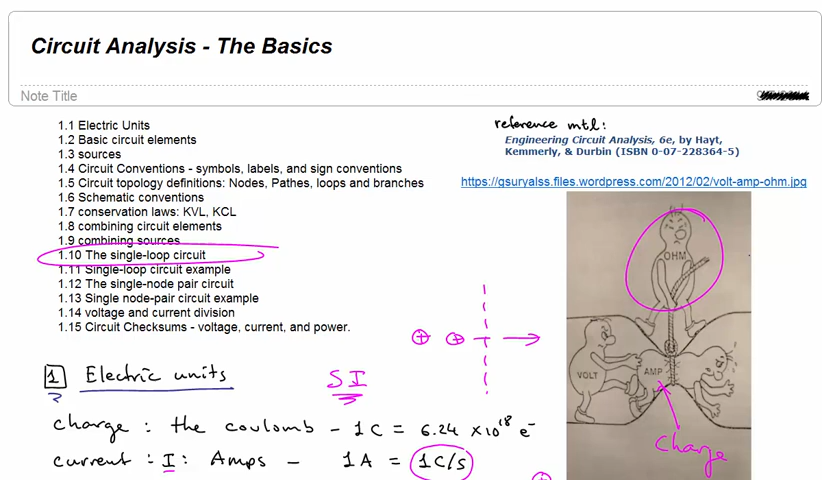 Circuit Analysis - The Basics
Note Title
1.1 Electric Units
1.2 Basic circuit elements
1.3 sources
1.4 Circuit Conventions - symbols, labels, and sign conventions
1.5 Circuit topology definitions: Nodes, Pathes, loops and branches
1.6 Schematic conventions
1.7 conservation laws: KVL, KCL
1.8 combining circuit elements
1.9 combining sources
1.10 The single-loop circuit
1.11 Single-loop circuit example
1.12 The single-node pair circuit
1.13 Single node-pair circuit example
1.14 voltage and current division
1.15 Circuit Checksums - voltage, current, and power.
reference mtl:
Engineering Circuit Analysis, 6e, by Hayt,
Kemmerly, & Durbin (ISBN 0-07-228364-5)
https://gsuryalss.files.wordpress.com/2012/02/volt-amp-ohm.jpg
OHM
VOLT
AMP
Charge
+ +
1 Electric units
SI
charge : the coulomb - 1C = 6.24 x10^18 e-
current : I : Amps - 1A = 1C/s